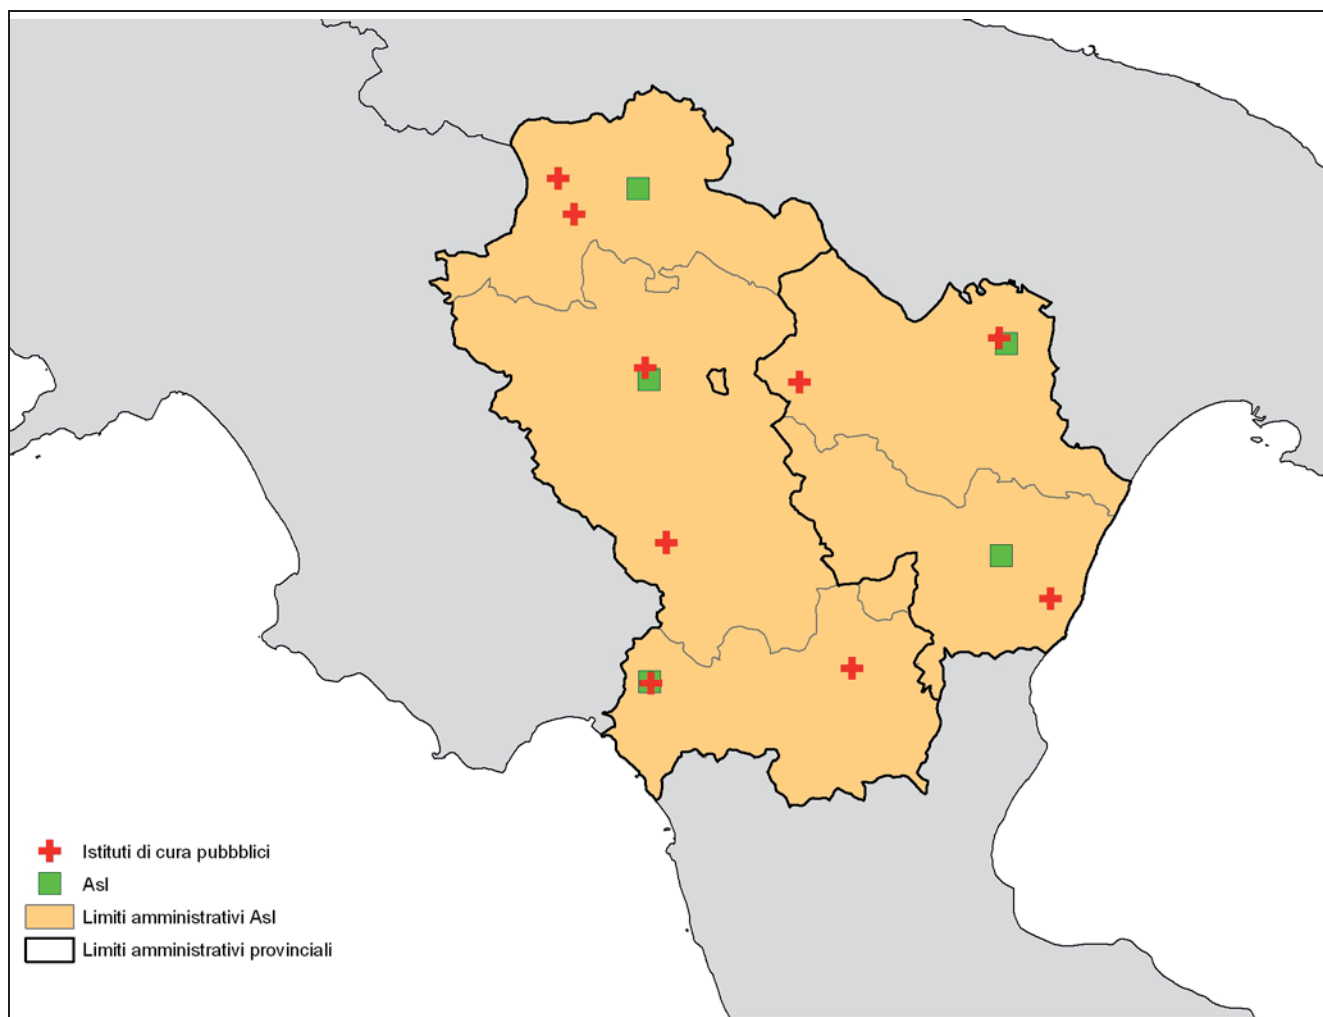 Istituti di cura pubbblici
Asl
Limiti amministrativi Asl
Limiti amministrativi provinciali